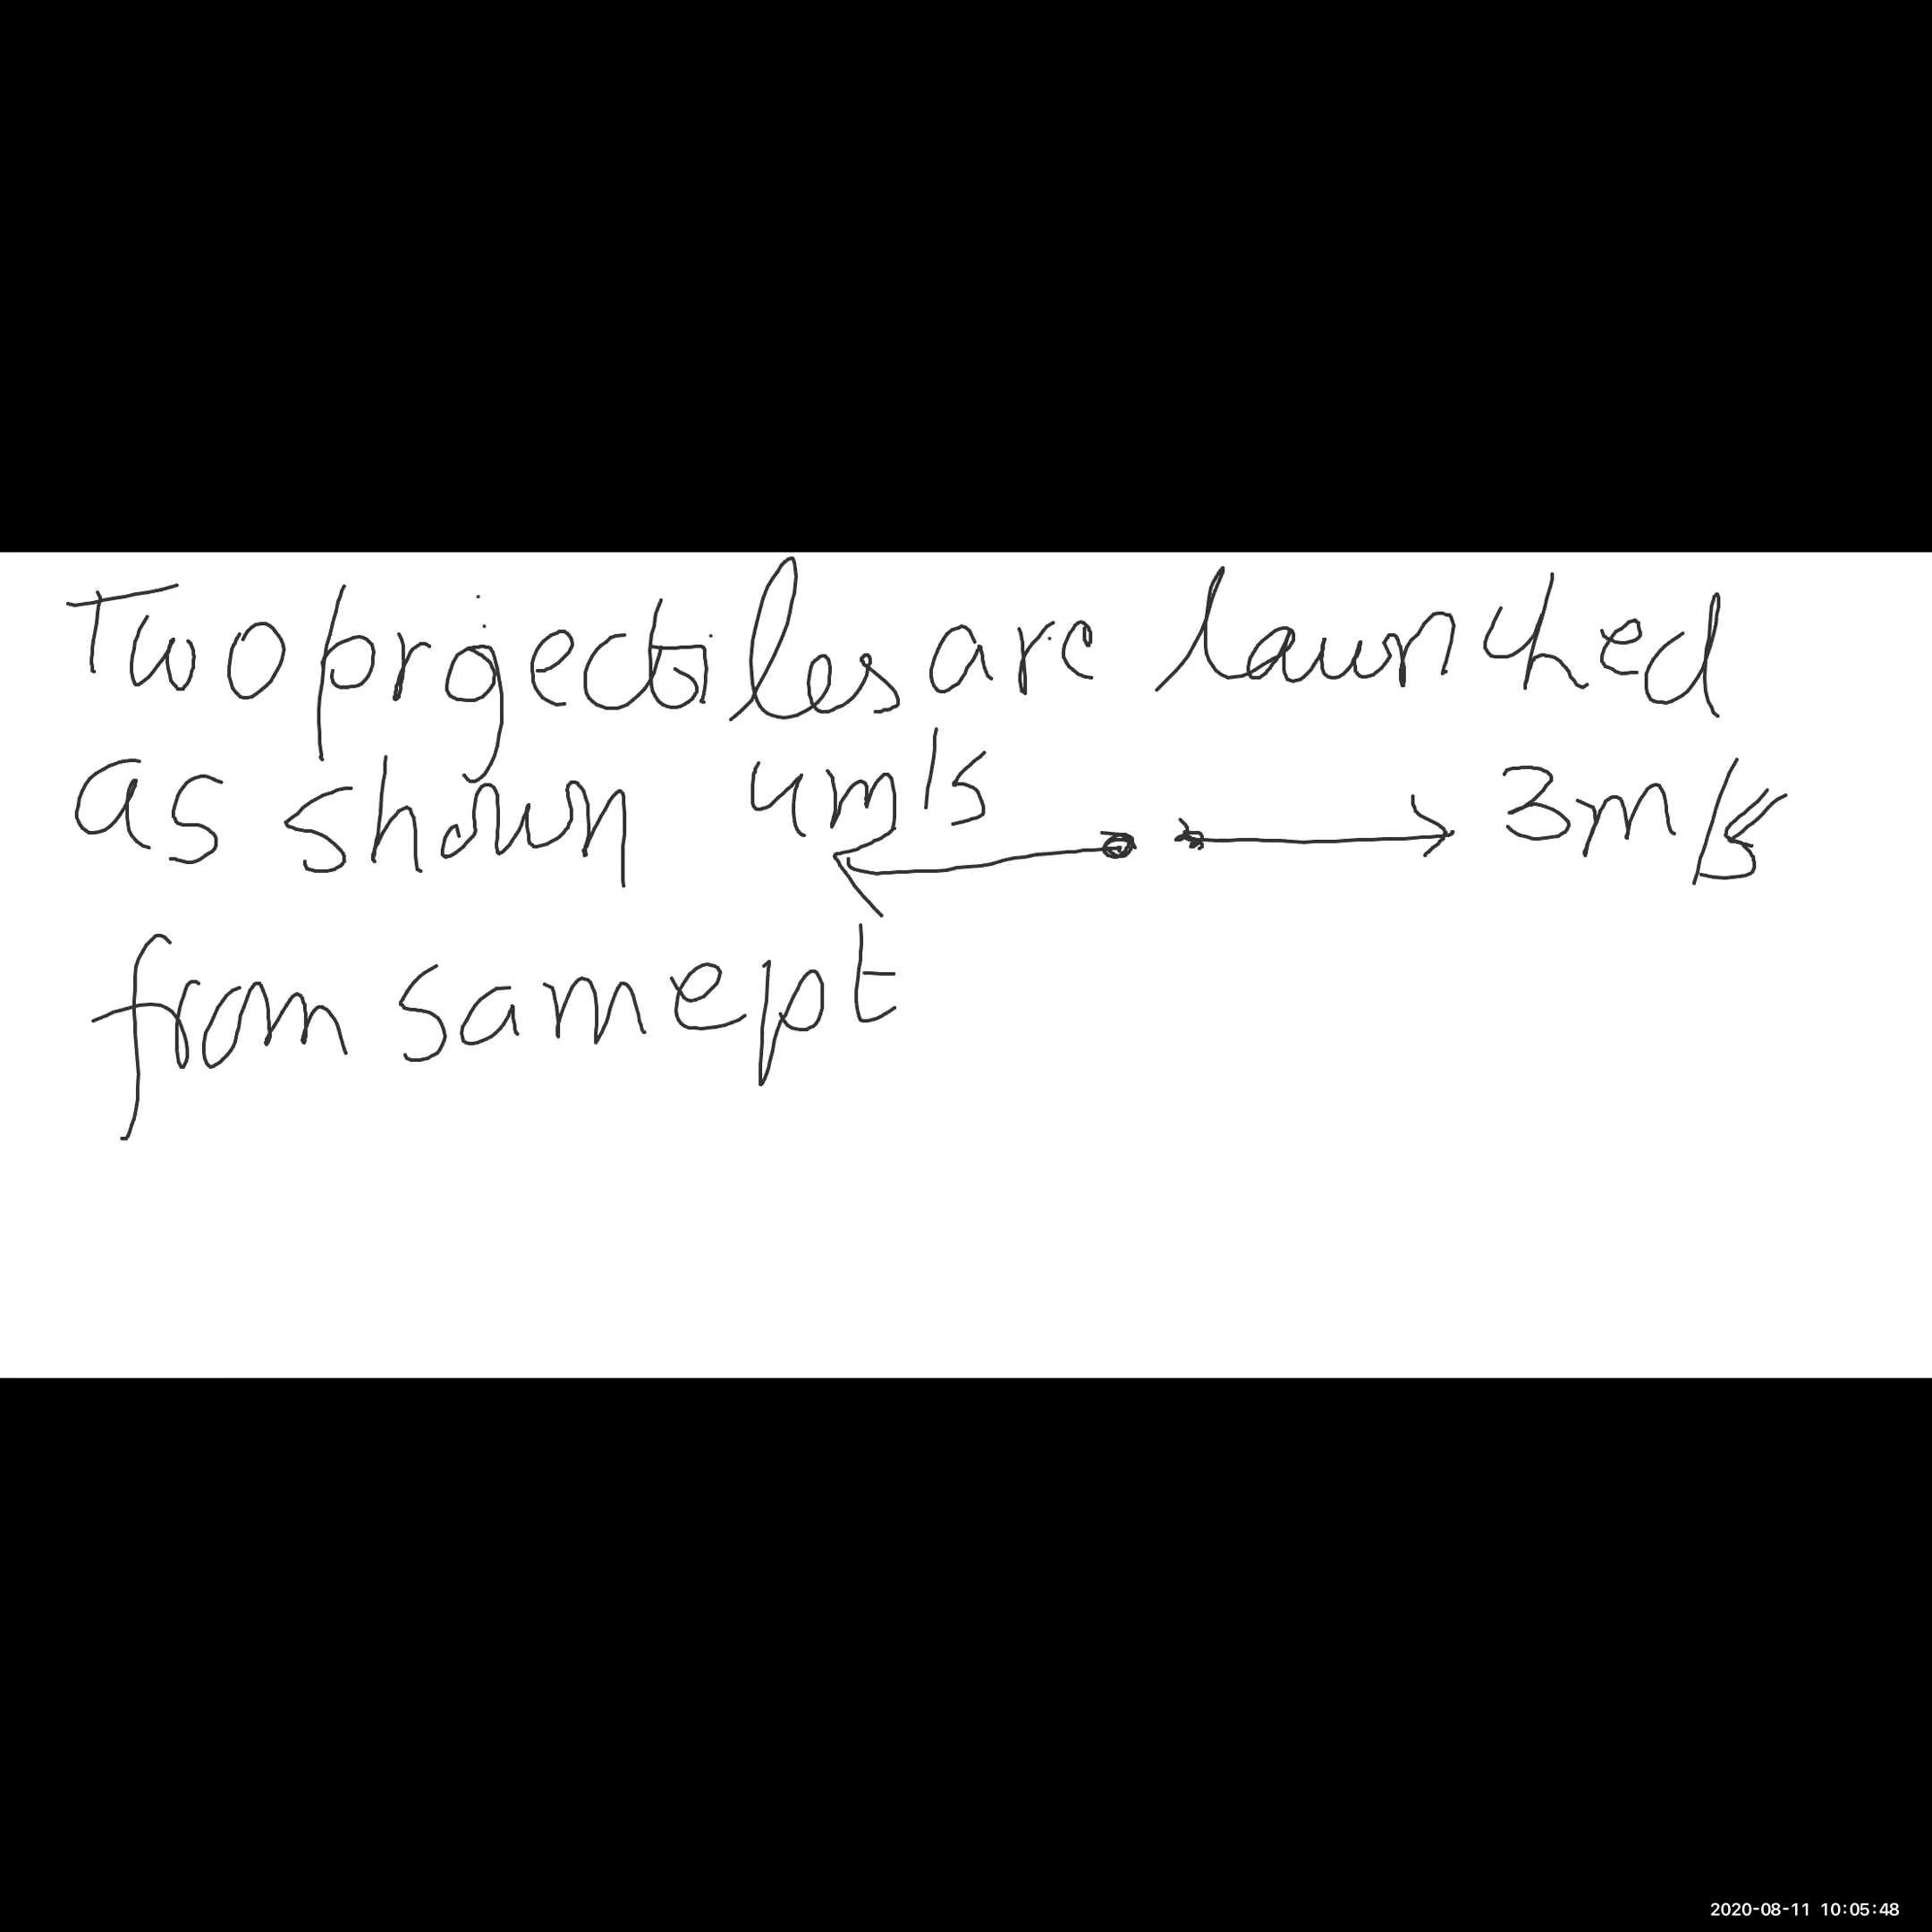 Two projectiles are launched
as shown 4m/s 3m/s
from same pt
2020-08-11 10:05:48